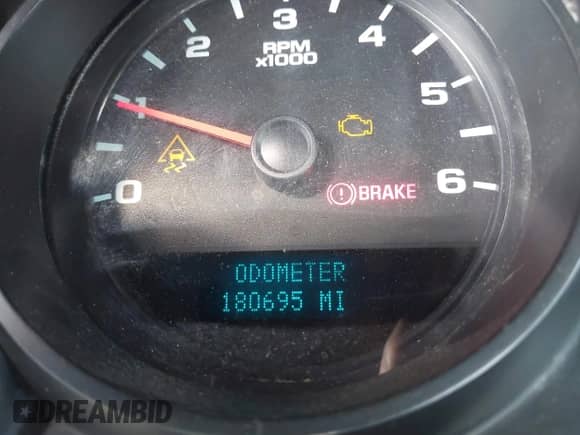 3
2 4
RPM
x1000
1 5
0 6
BRAKE
ODOMETER
180695 MI
DREAMBID